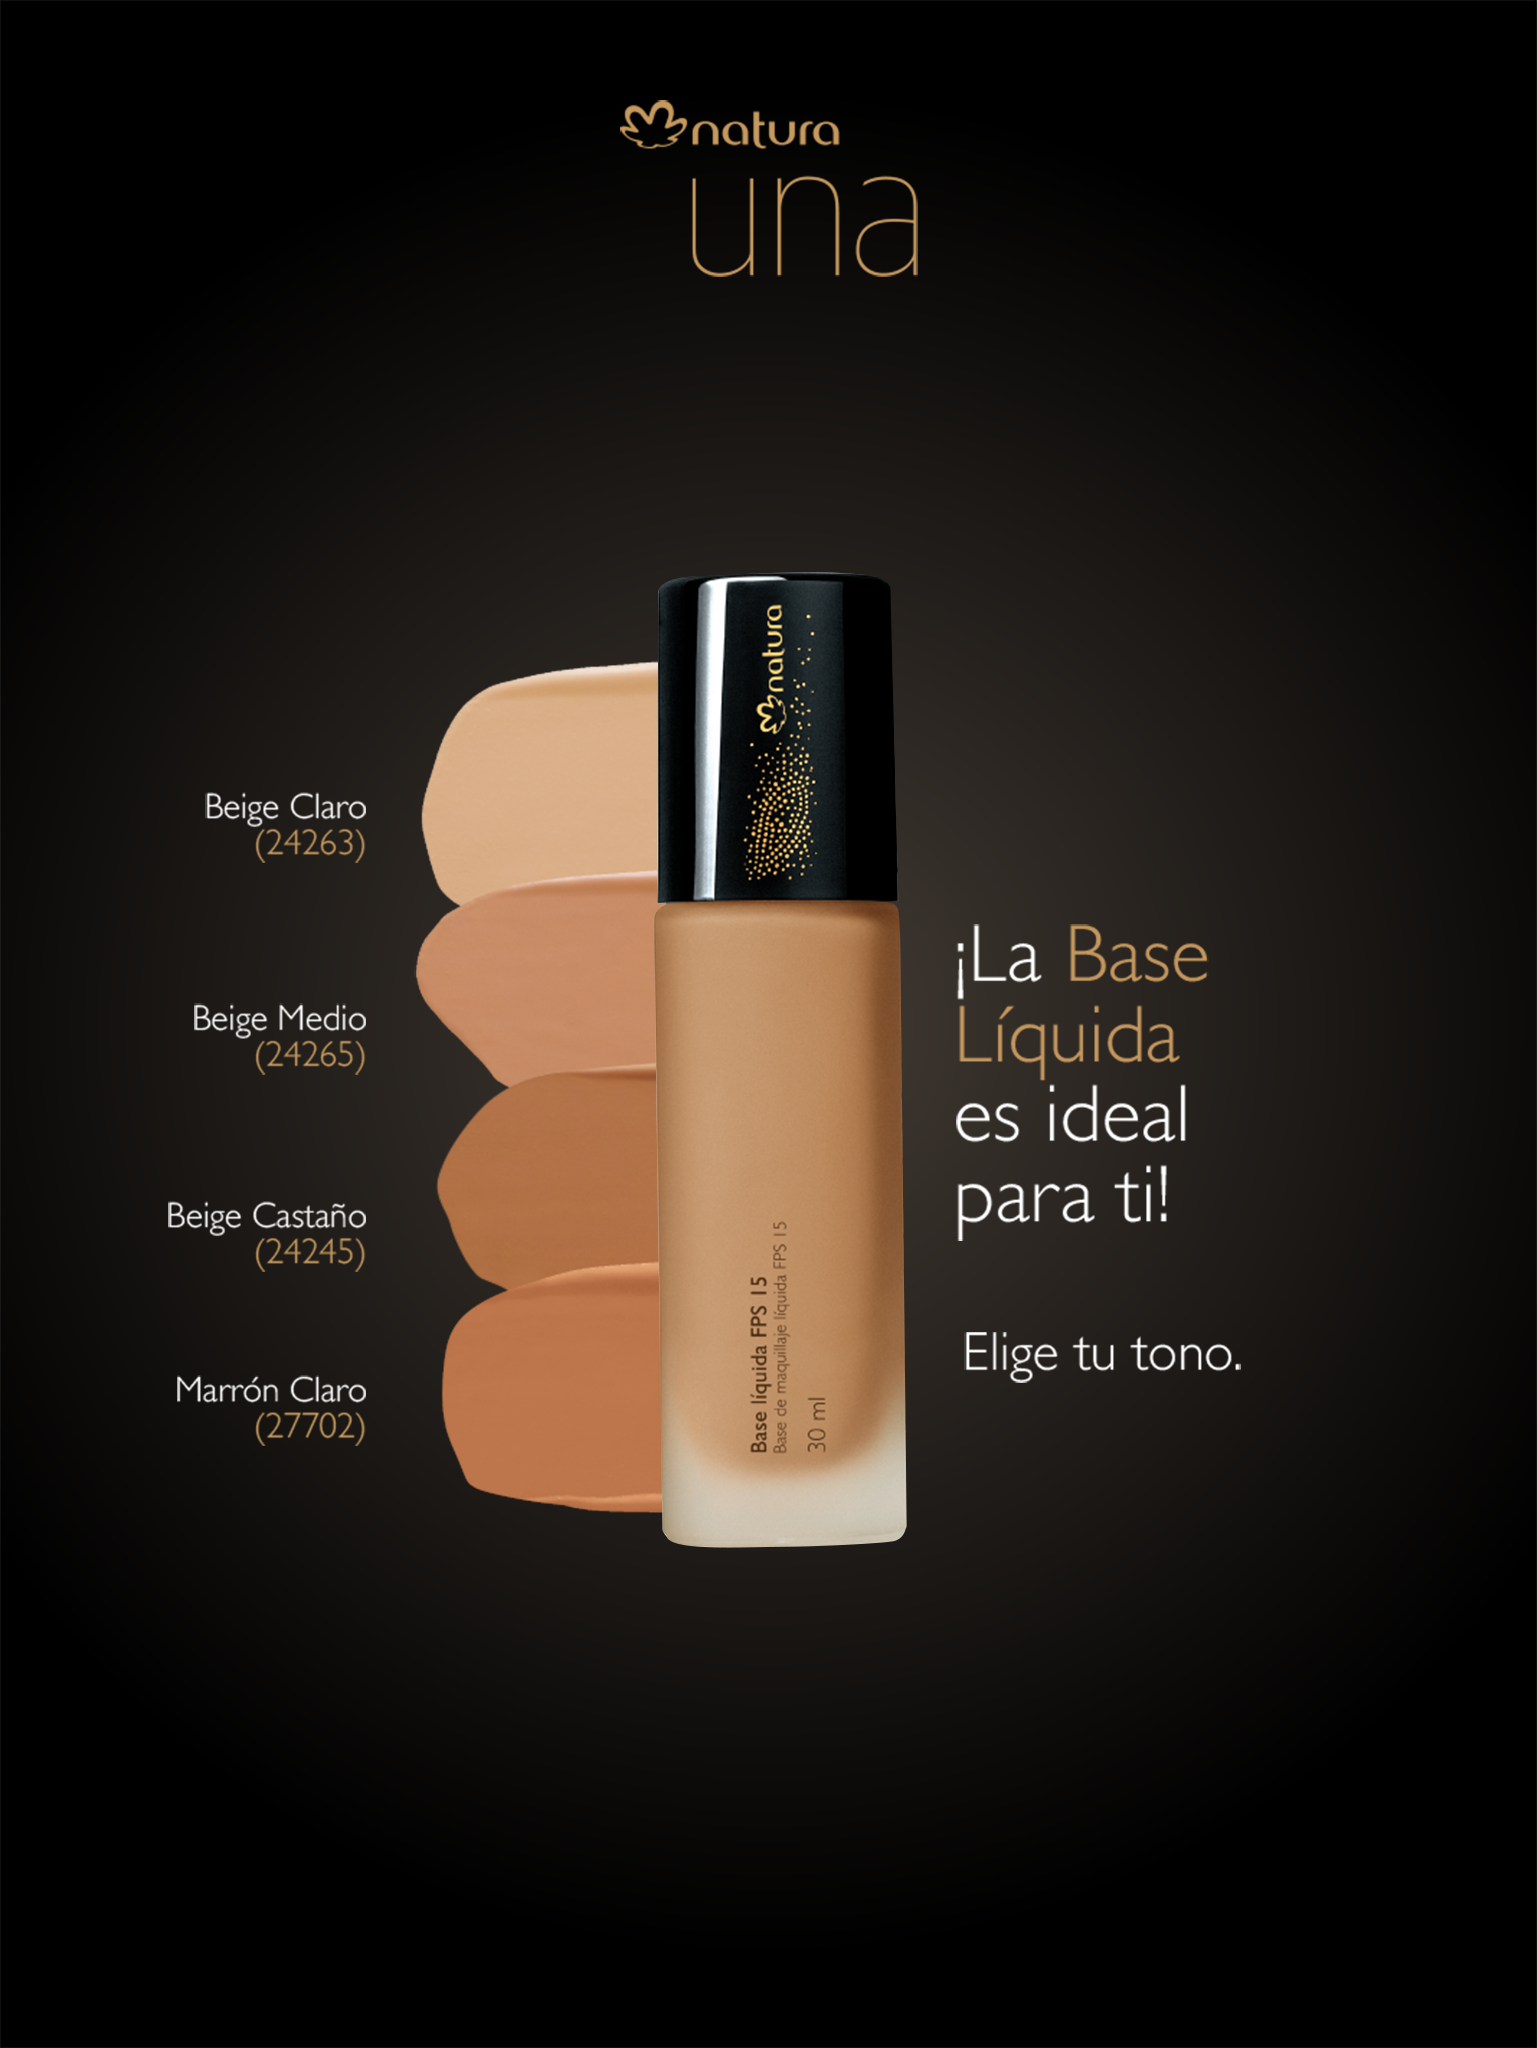 natura
una
natura
Beige Claro
(24263)
Beige Medio
(24265)
Beige Castaño
(24245)
Marrón Claro
(27702)
Base líquida FPS 15
Base de maquillaje líquida FPS 15
30 ml
¡La Base
Líquida
es ideal
para ti!
Elige tu tono.